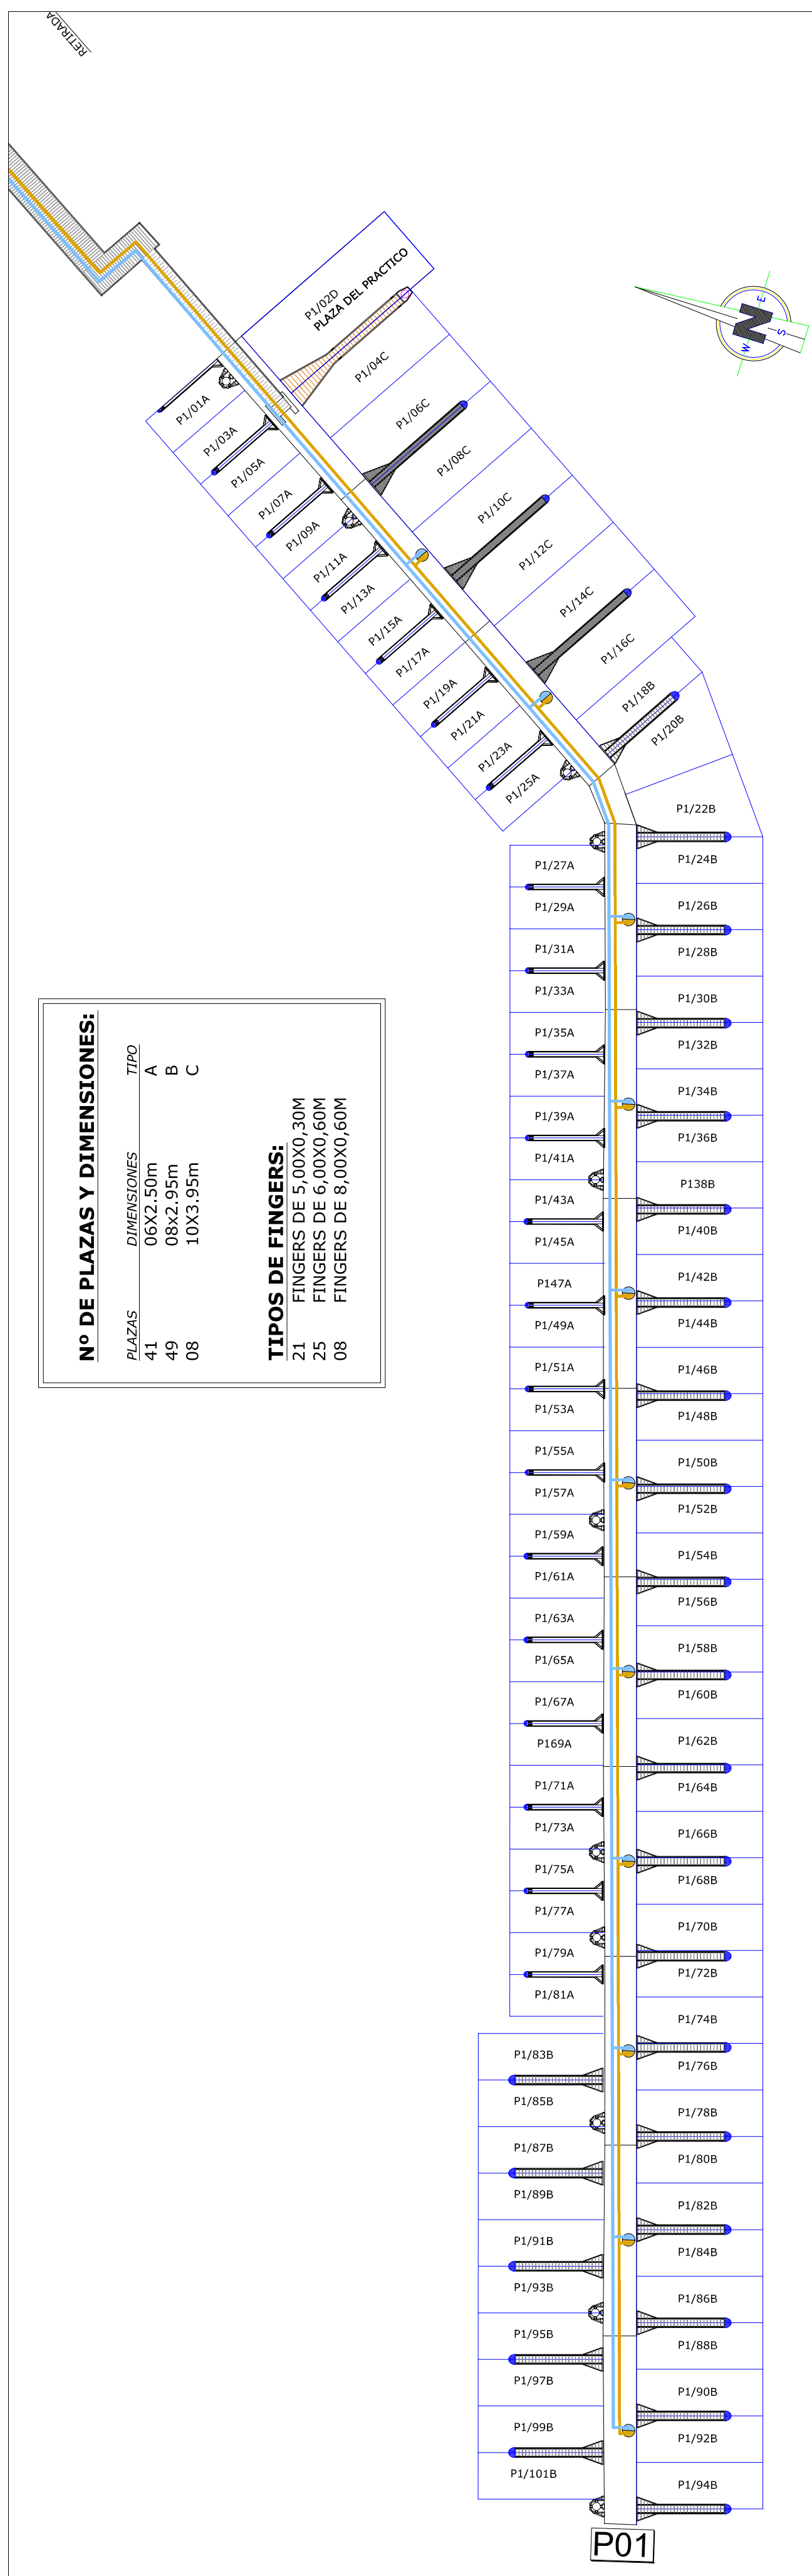 RETIRADA
P1/02D
PLAZA DEL PRACTICO
P1/04C
P1/06C
P1/08C
P1/10C
P1/12C
P1/14C
P1/16C
P1/18B
P1/20B
N
E
S
W
P1/01A
P1/03A
P1/05A
P1/07A
P1/09A
P1/11A
P1/13A
P1/15A
P1/17A
P1/19A
P1/21A
P1/23A
P1/25A
P1/22B
P1/24B
P1/26B
P1/28B
P1/30B
P1/32B
P1/34B
P1/36B
P138B
P1/40B
P1/42B
P1/44B
P1/46B
P1/48B
P1/50B
P1/52B
P1/54B
P1/56B
P1/58B
P1/60B
P1/62B
P1/64B
P1/66B
P1/68B
P1/70B
P1/72B
P1/74B
P1/76B
P1/78B
P1/80B
P1/82B
P1/84B
P1/86B
P1/88B
P1/90B
P1/92B
P1/94B
P1/27A
P1/29A
P1/31A
P1/33A
P1/35A
P1/37A
P1/39A
P1/41A
P1/43A
P1/45A
P147A
P1/49A
P1/51A
P1/53A
P1/55A
P1/57A
P1/59A
P1/61A
P1/63A
P1/65A
P1/67A
P169A
P1/71A
P1/73A
P1/75A
P1/77A
P1/79A
P1/81A
P1/83B
P1/85B
P1/87B
P1/89B
P1/91B
P1/93B
P1/95B
P1/97B
P1/99B
P1/101B
Nº DE PLAZAS Y DIMENSIONES:
PLAZAS DIMENSIONES TIPO
41 06X2.50m A
49 08x2.95m B
08 10X3.95m C
TIPOS DE FINGERS:
21 FINGERS DE 5,00X0,30M
25 FINGERS DE 6,00X0,60M
08 FINGERS DE 8,00X0,60M
P01